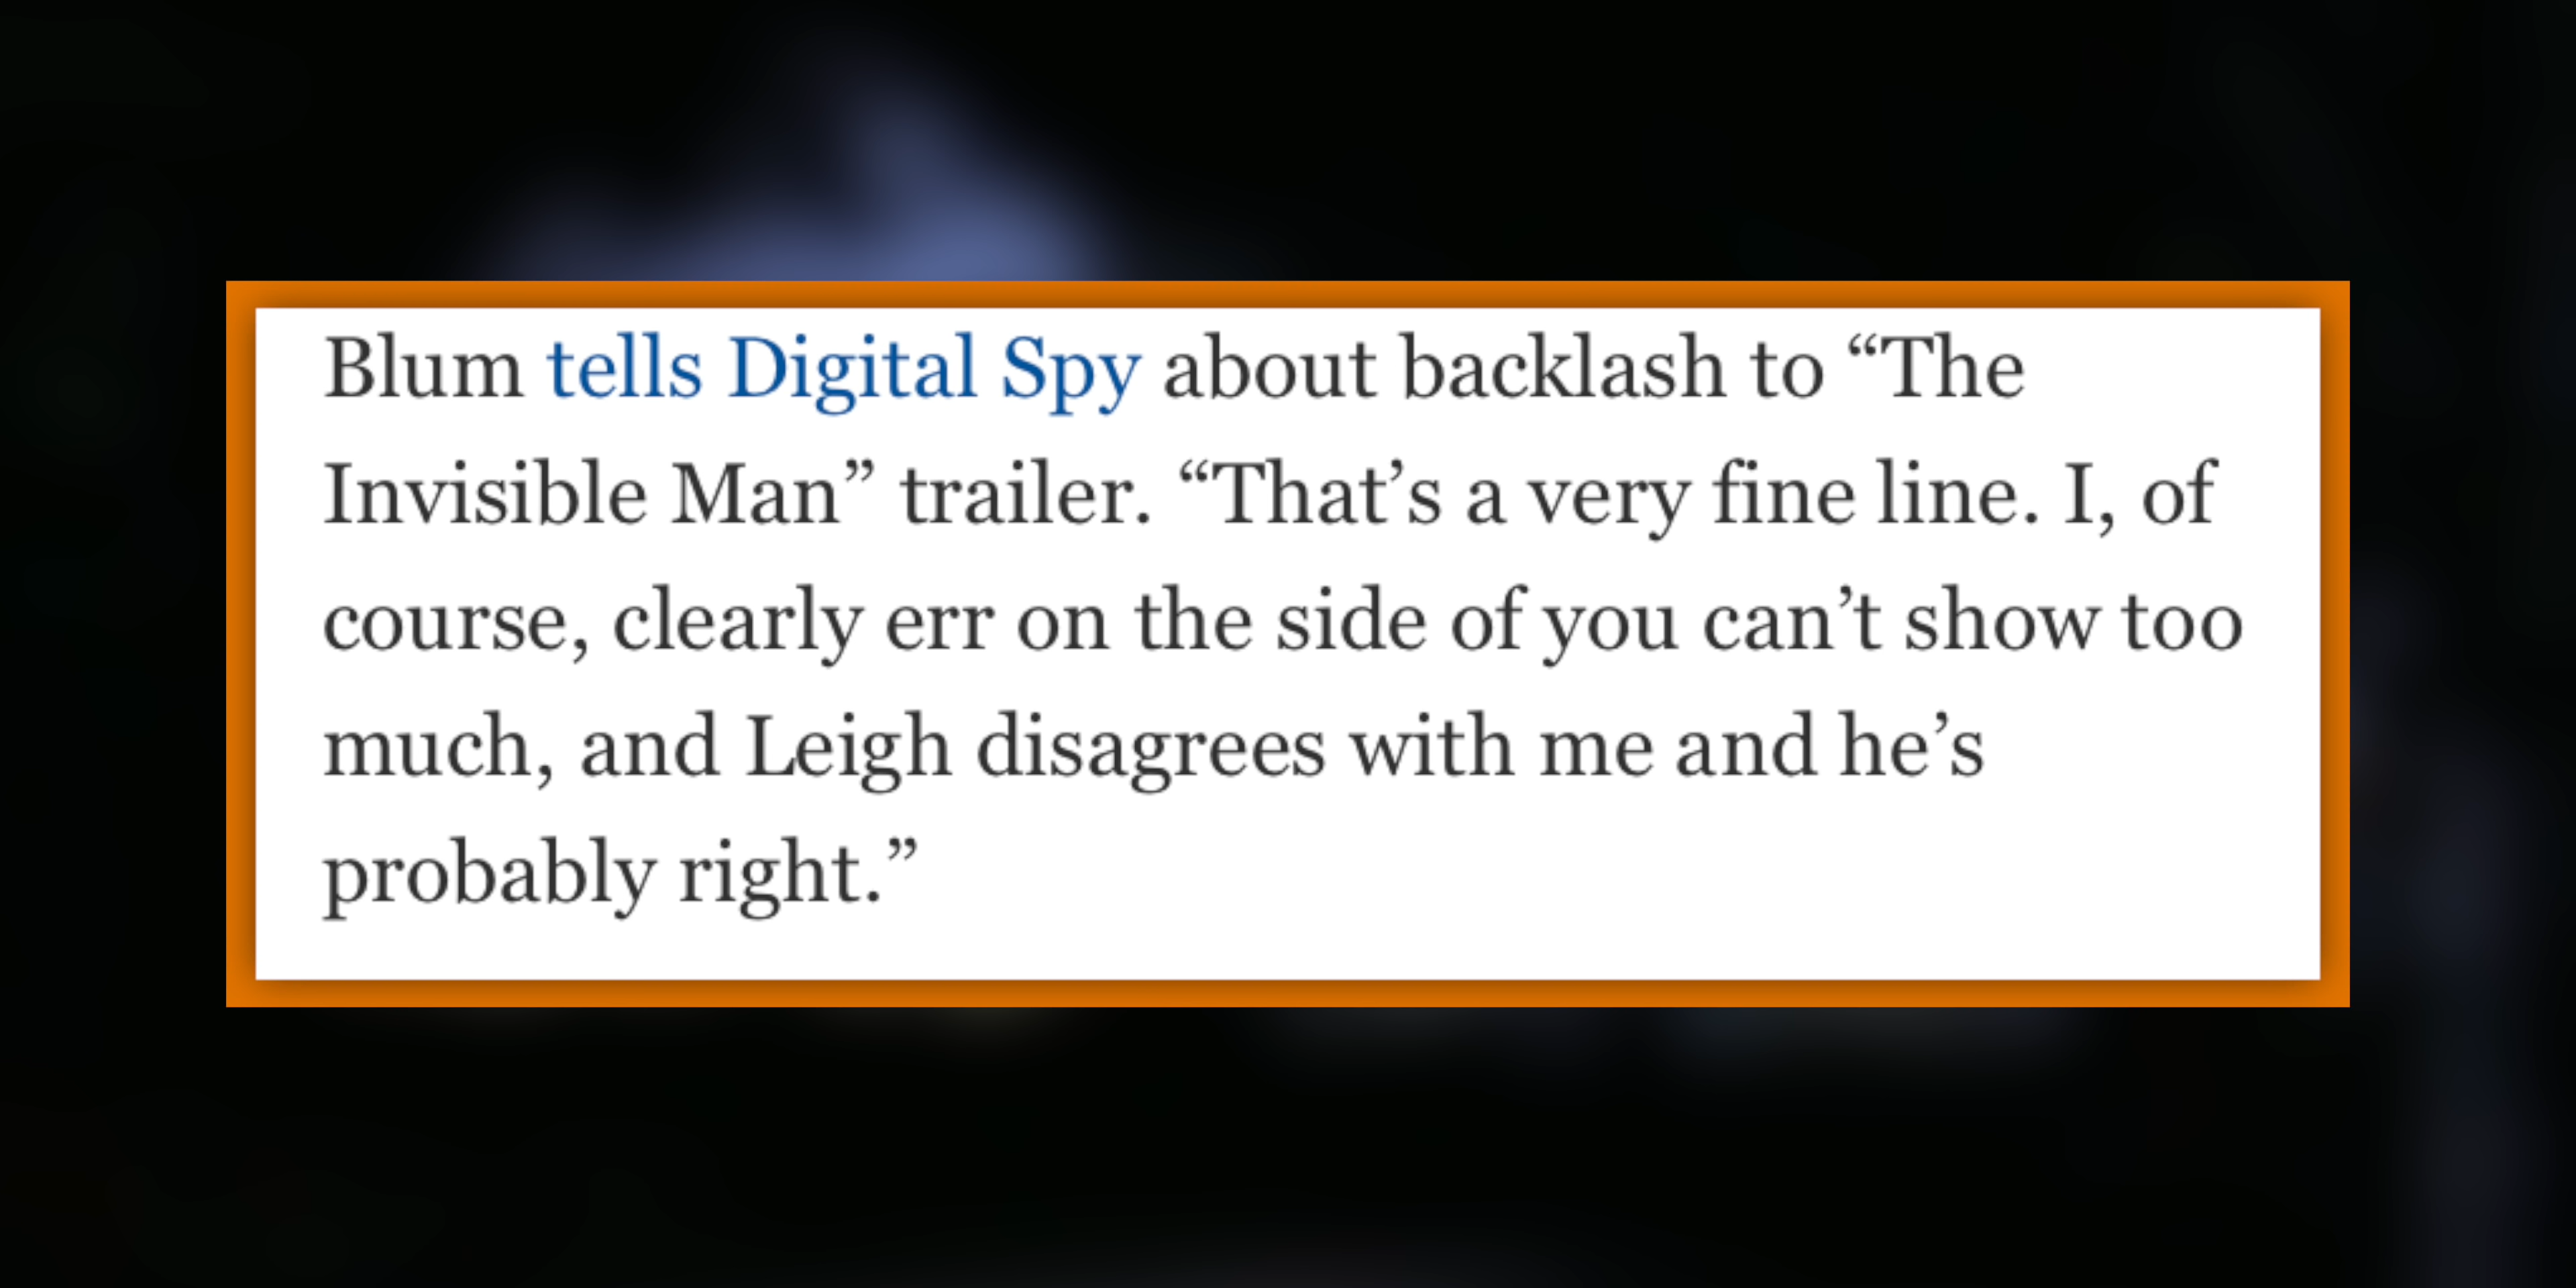 Blum tells Digital Spy about backlash to “The
Invisible Man” trailer. “That’s a very fine line. I, of
course, clearly err on the side of you can’t show too
much, and Leigh disagrees with me and he’s
probably right.”